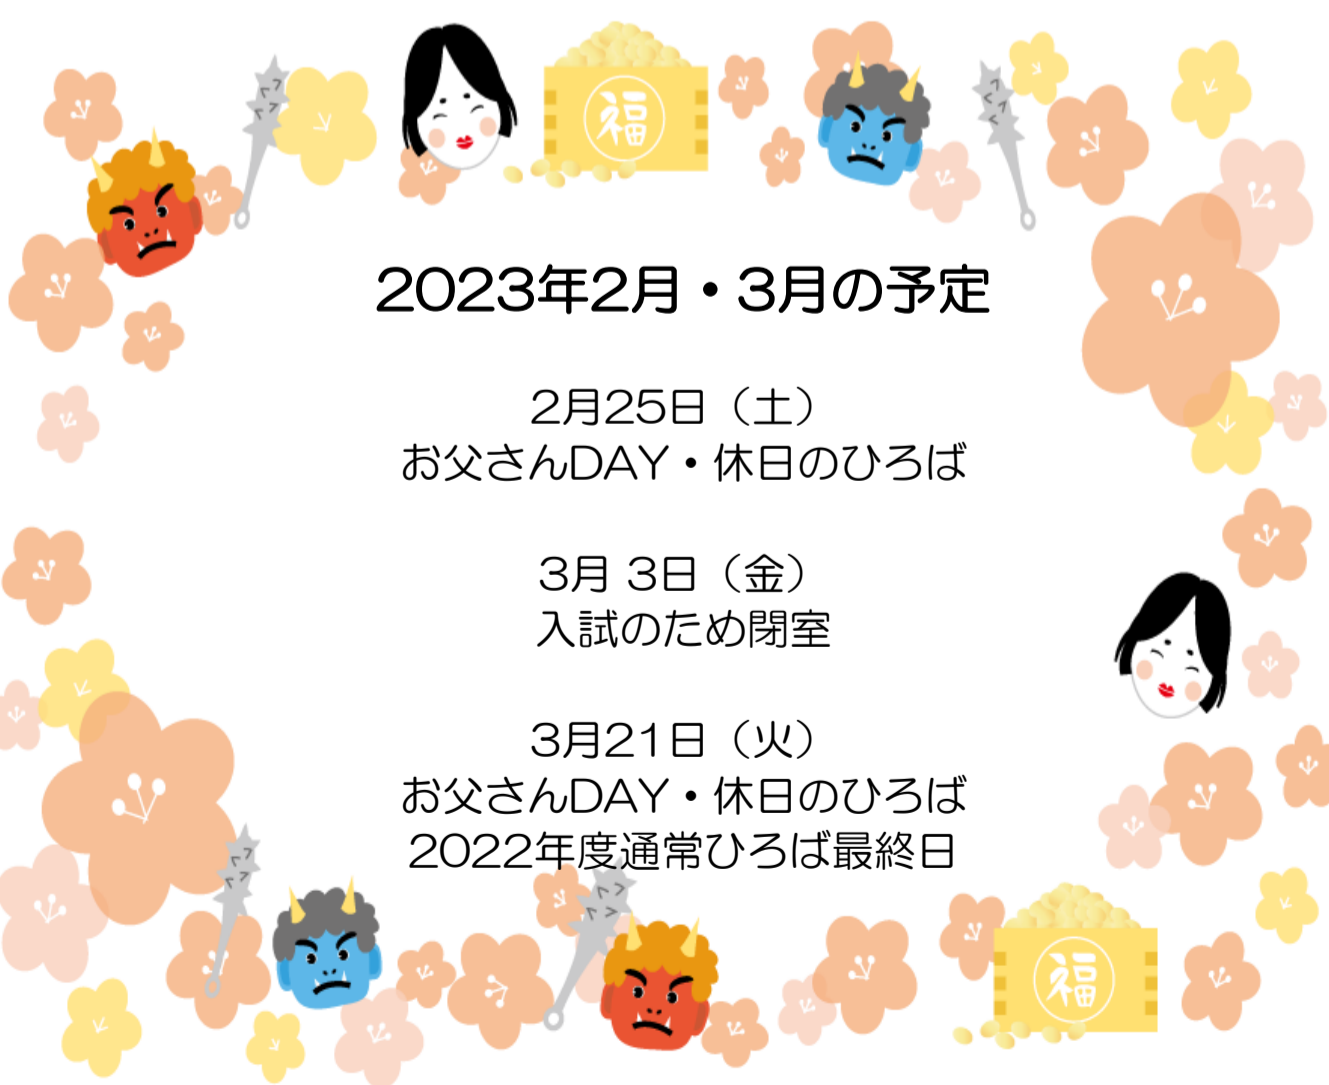 福
2023年2月・3月の予定
2月25日（土）
お父さんDAY・休日のひろば
3月 3日（金）
入試のため閉室
3月21日（火）
お父さんDAY・休日のひろば
2022年度通常ひろば最終日
福